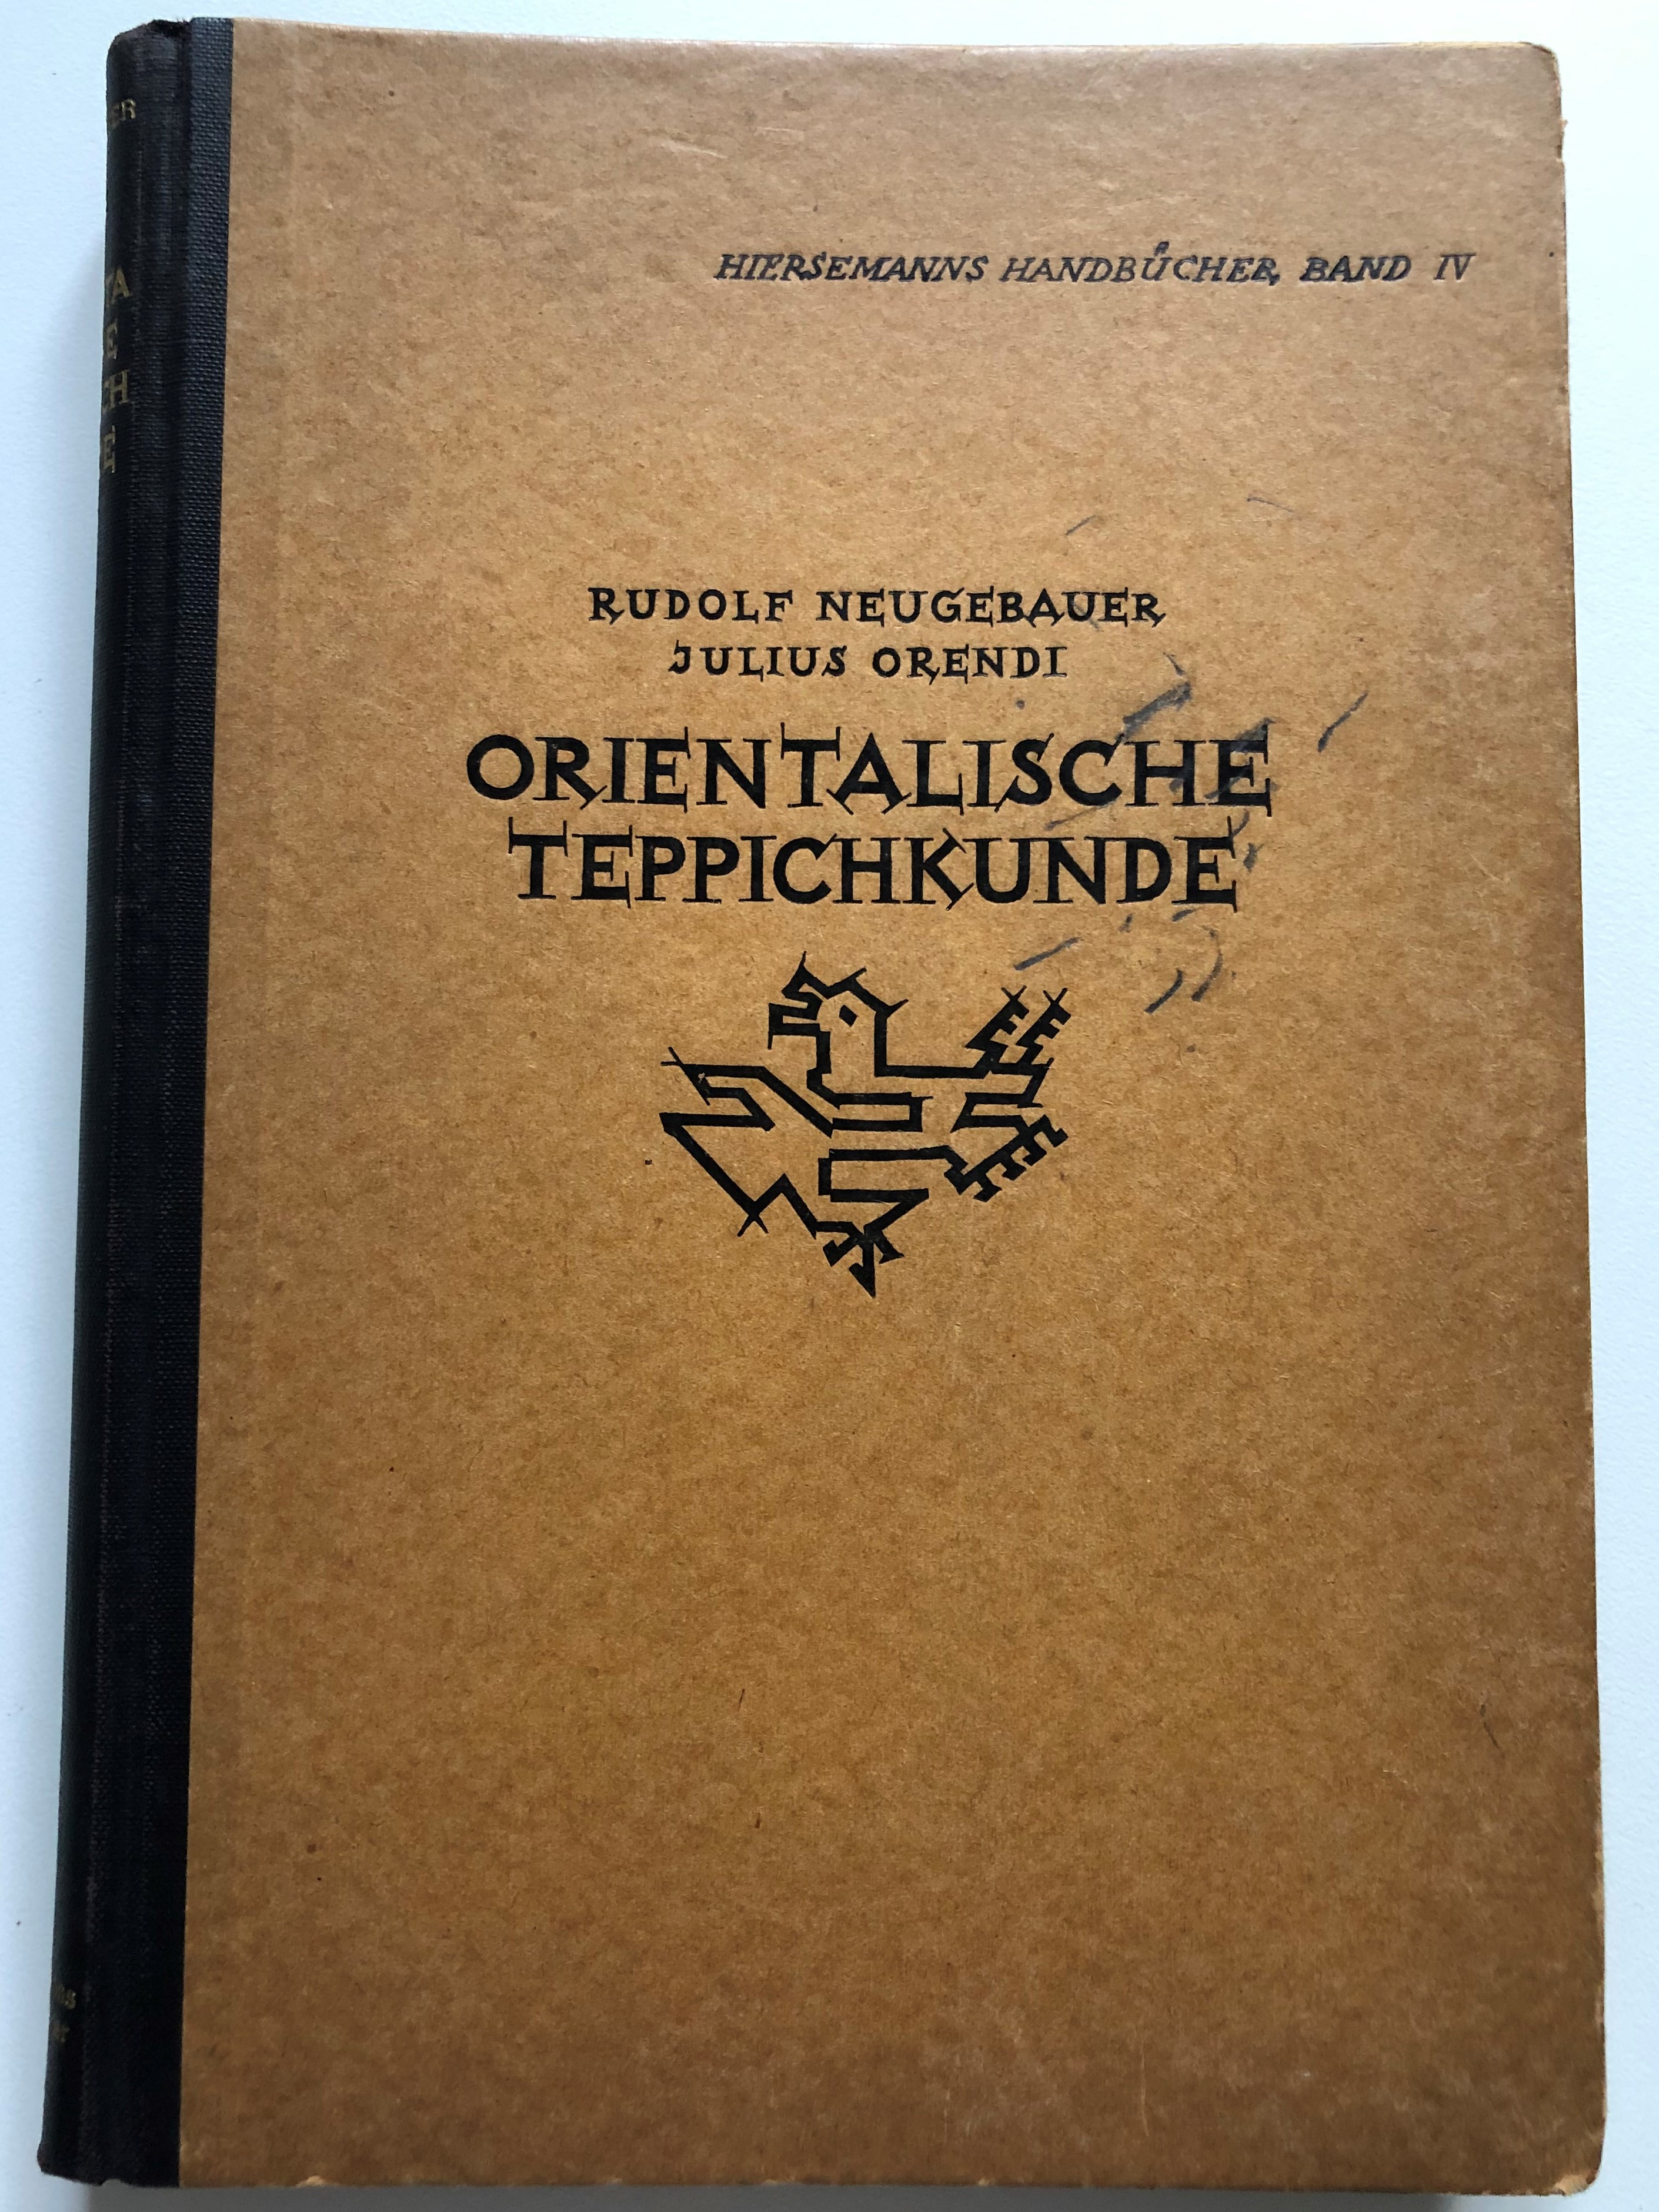 HIERSEMANNS HANDBÜCHER, BAND IV
RUDOLF NEUGEBAUER
JULIUS ORENDI
ORIENTALISCHE
TEPPICHKUNDE